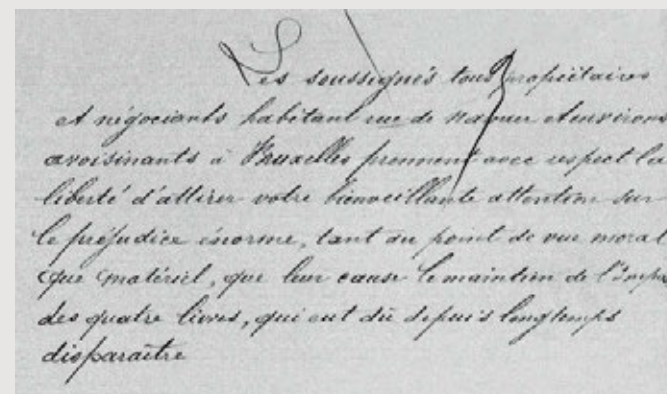 Les soussignés tous propiétaires
et négociants habitant rue de Namur et environs
avoisinants à Bruxelles prennent avec respect la
liberté d'attirer votre bienveillante attention sur
le préjudice énorme, tant au point de vue moral
que matériel, que leur cause le maintien de l'impa
des quatre livres, qui eut dû depuis longtemps
disparaître